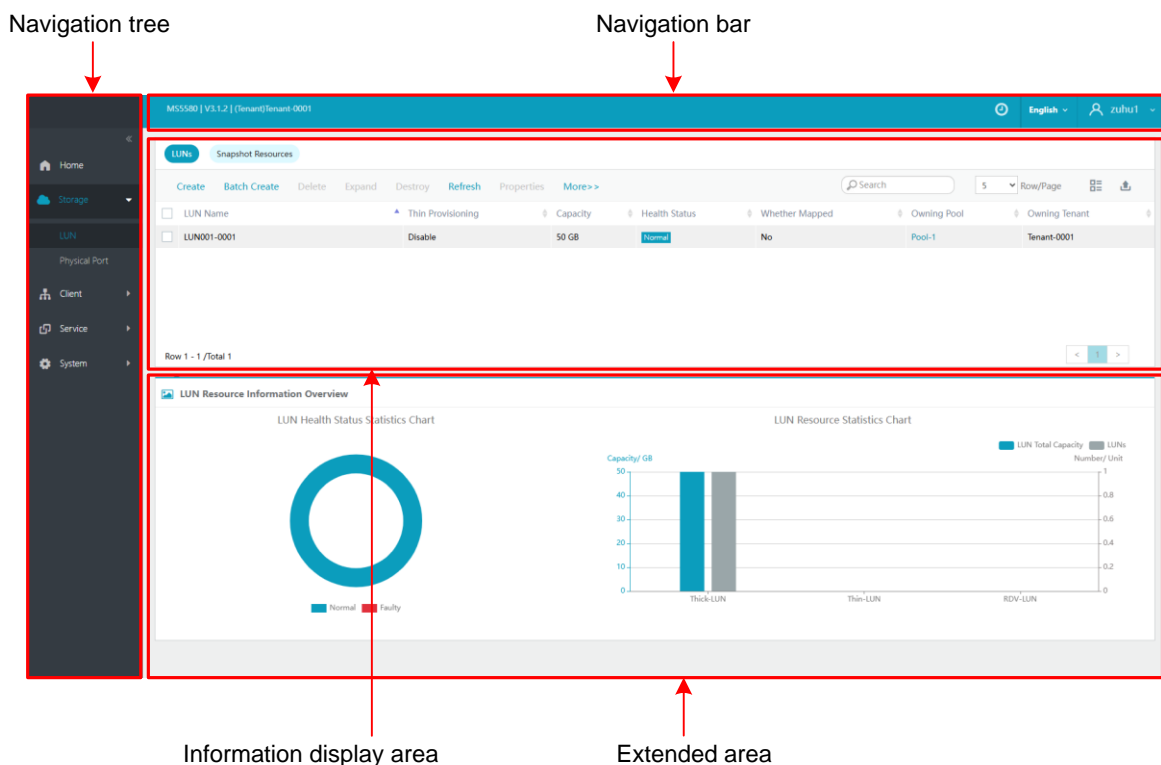 Navigation tree
Navigation bar
MS5580 | V3.1.2 | (Tenant)Tenant-0001
English
zuhu1
Home
Storage
LUN
Physical Port
Client
Service
System
LUNs Snapshot Resources
Create Batch Create Delete Expand Destroy Refresh Properties More>> Search 5 Row/Page
LUN Name Thin Provisioning Capacity Health Status Whether Mapped Owning Pool Owning Tenant
LUN001-0001 Disable 50 GB Normal No Pool-1 Tenant-0001
Row 1 - 1 /Total 1
< 1 >
LUN Resource Information Overview
LUN Health Status Statistics Chart
Normal Faulty
LUN Resource Statistics Chart
LUN Total Capacity LUNs
Capacity/ GB
Number/ Unit
50 1
40 0.8
30 0.6
20 0.4
10 0.2
0 0
Thick-LUN Thin-LUN RDV-LUN
Information display area
Extended area